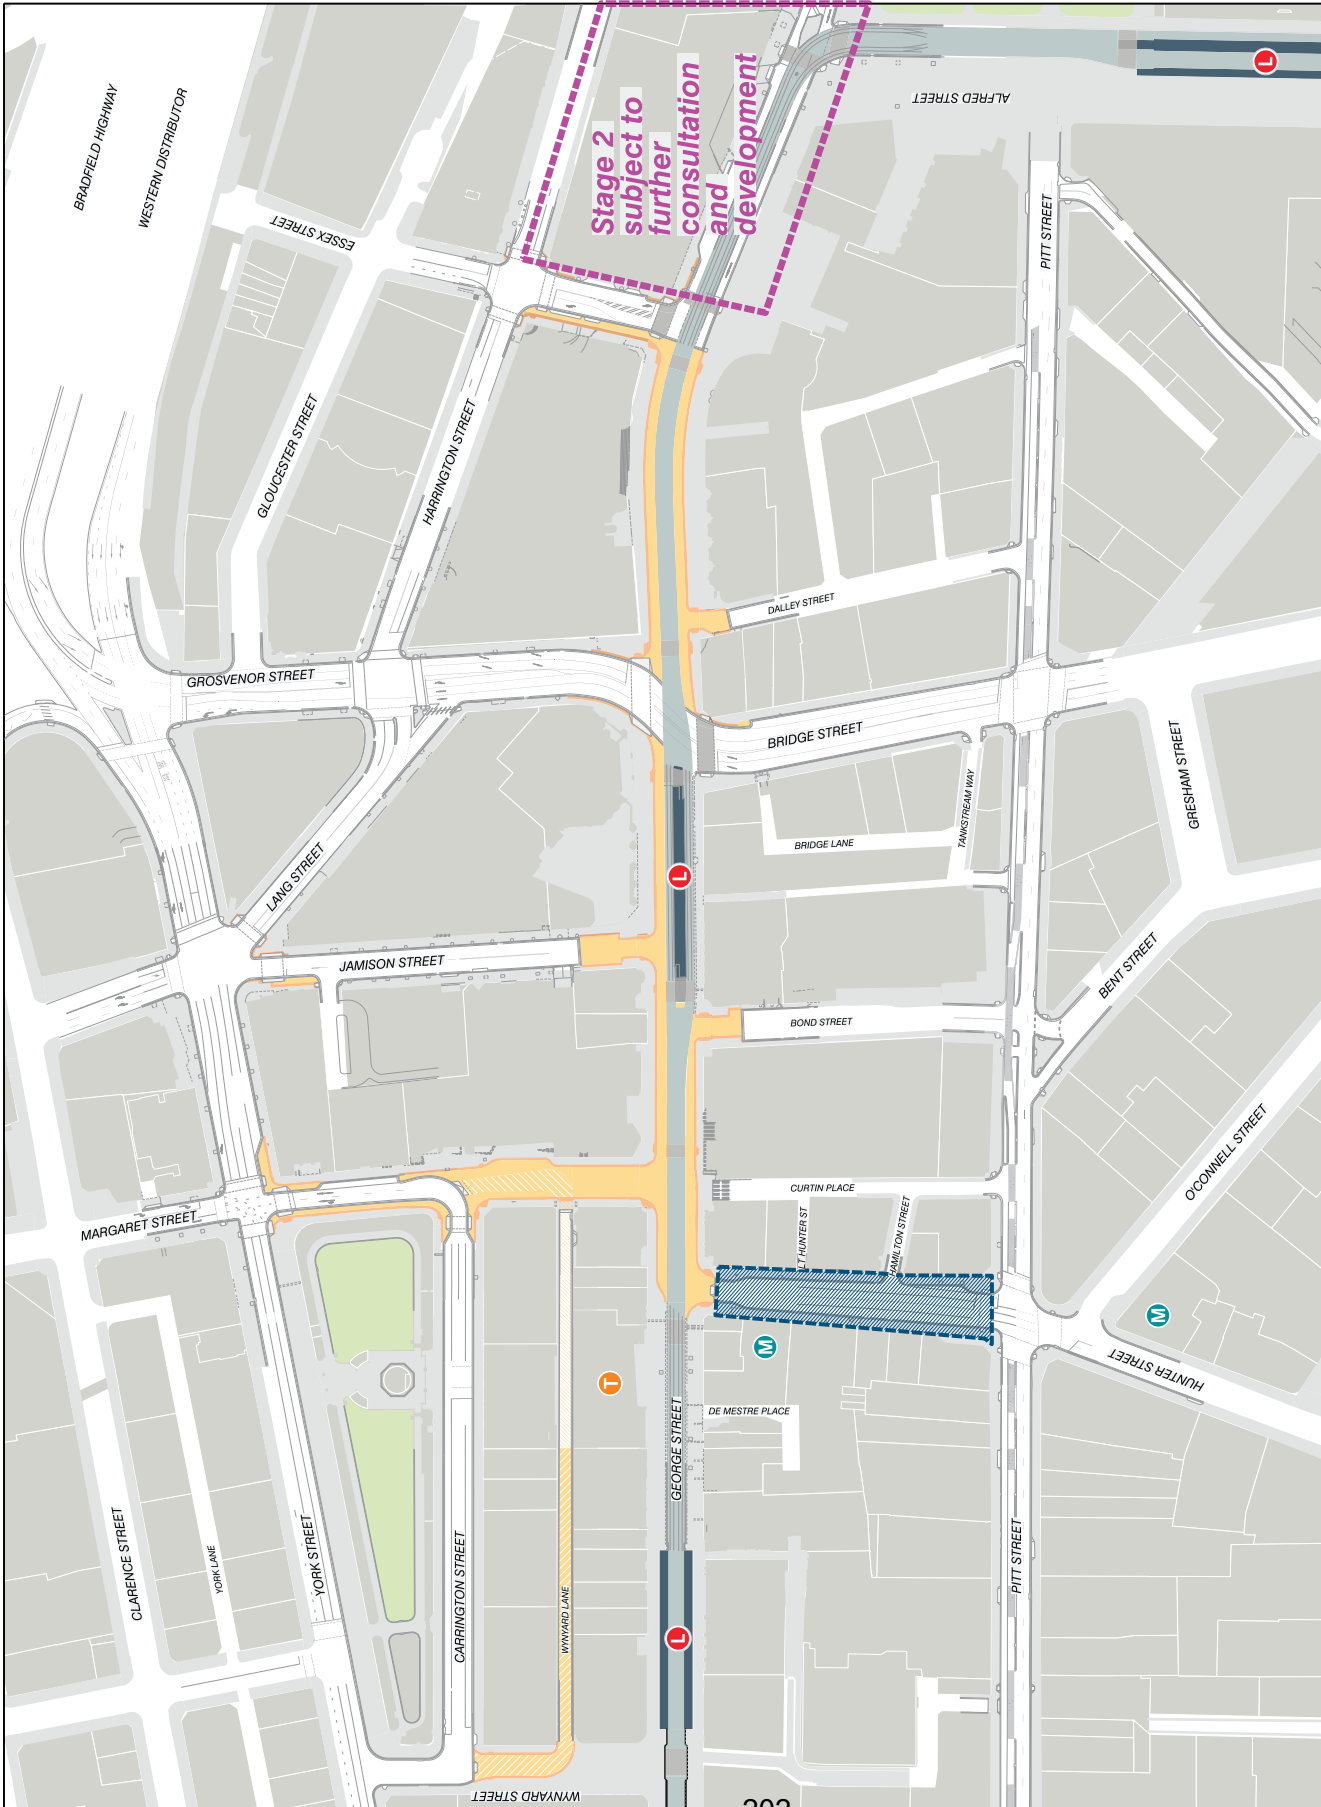 BRADFIELD HIGHWAY
WESTERN DISTRIBUTOR
ESSEX STREET
Stage 2
subject to
further
consultation
and
development
L
ALFRED STREET
PITT STREET
GLOUCESTER STREET
HARRINGTON STREET
DALLEY STREET
GROSVENOR STREET
BRIDGE STREET
GRESHAM STREET
TANKSTREAM WAY
BRIDGE LANE
LANG STREET
L
JAMISON STREET
BENT STREET
BOND STREET
O'CONNELL STREET
CURTIN PLACE
MARGARET STREET
LT HUNTER ST
HAMILTON STREET
M
M
HUNTER STREET
T
GEORGE STREET
DE MESTRE PLACE
CLARENCE STREET
YORK LANE
YORK STREET
CARRINGTON STREET
WYNYARD LANE
PITT STREET
L
WYNYARD STREET